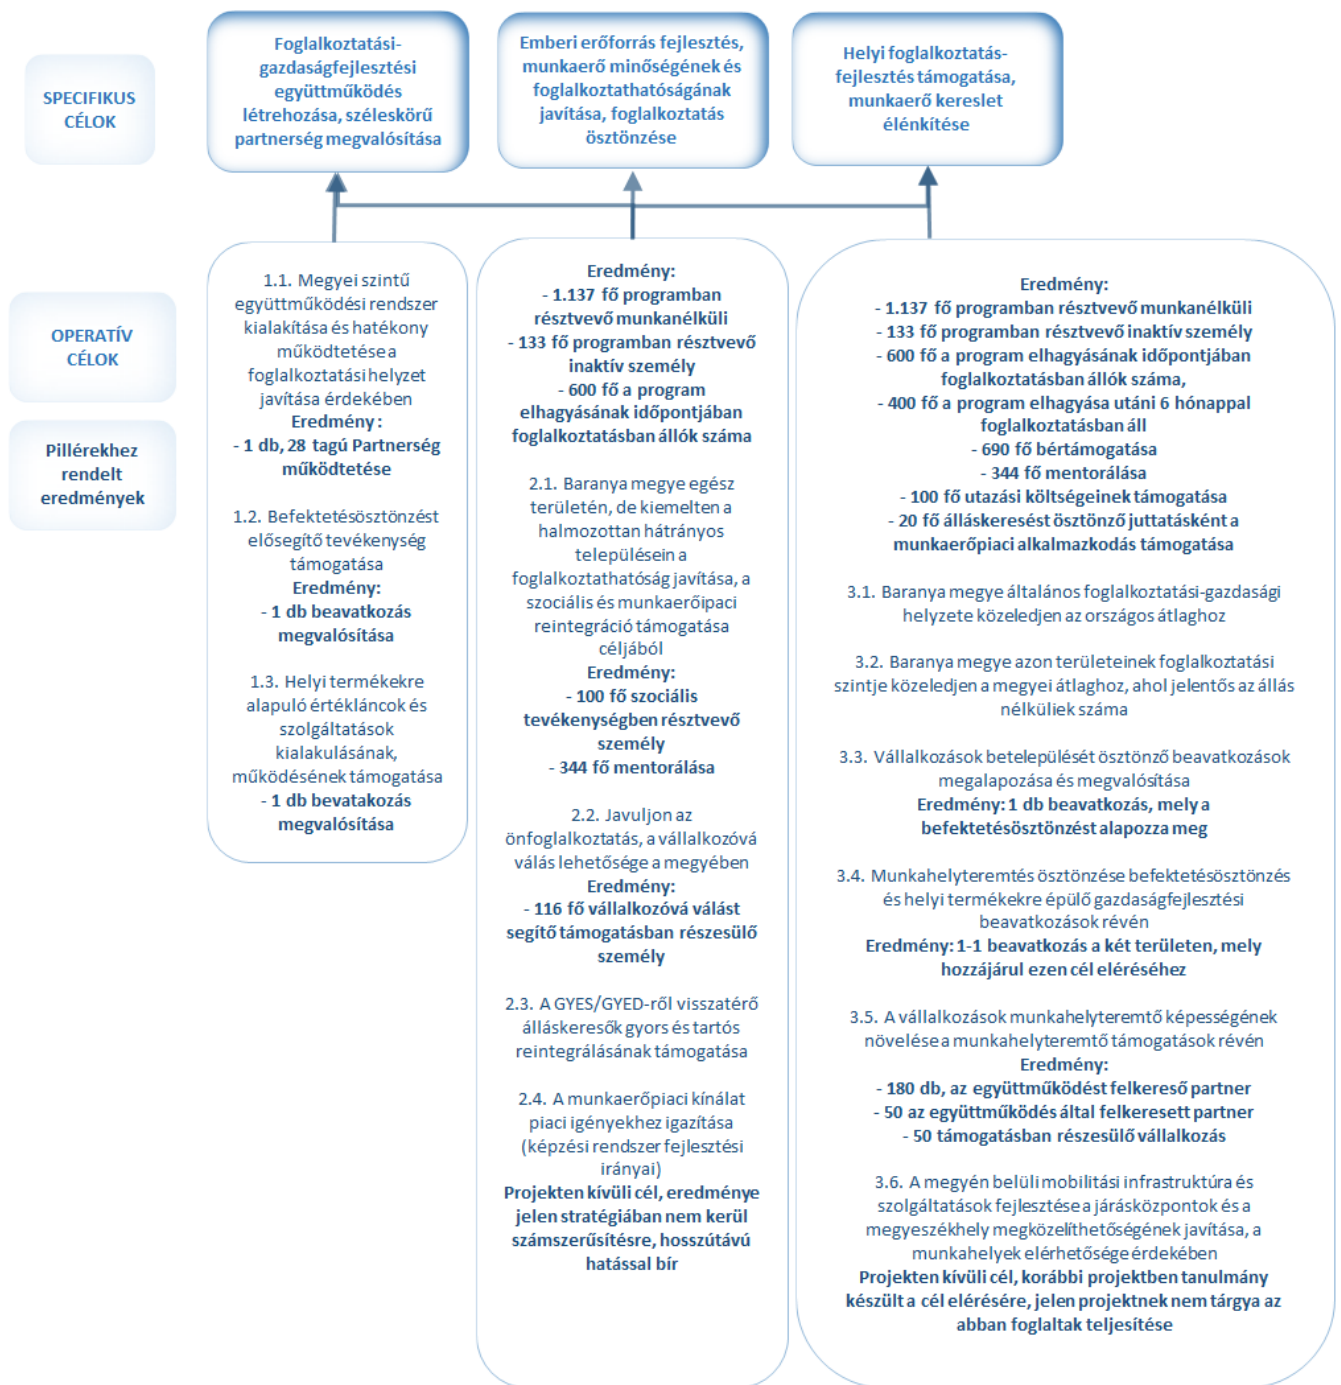 SPECIFIKUS
CÉLOK
Foglalkoztatási-
gazdaságfejlesztési
együttműködés
létrehozása, széleskörű
partnerség megvalósítása
Emberi erőforrás fejlesztés,
munkaerő minőségének és
foglalkoztathatóságának
javítása, foglalkoztatás
ösztönzése
Helyi foglalkoztatás-
fejlesztés támogatása,
munkaerő kereslet
élénkítése
OPERATÍV
CÉLOK
Pillérekhez
rendelt
eredmények
1.1. Megyei szintű
együttműködési rendszer
kialakítása és hatékony
működtetése a
foglalkoztatási helyzet
javítása érdekében
Eredmény :
- 1 db, 28 tagú Partnerség
működtetése
1.2. Befektetésösztönzést
elősegítő tevékenység
támogatása
Eredmény:
- 1 db beavatkozás
megvalósítása
1.3. Helyi termékekre
alapuló értékláncok és
szolgáltatások
kialakulásának,
működésének támogatása
- 1 db bevatakozás
megvalósítása
Eredmény:
- 1.137 fő programban
résztvevő munkanélküli
- 133 fő programban résztvevő
inaktív személy
- 600 fő a program
elhagyásának időpontjában
foglalkoztatásban állók száma
2.1. Baranya megye egész
területén, de kiemelten a
halmozottan hátrányos
településein a
foglalkoztathatóság javítása, a
szociális és munkaerőipaci
reintegráció támogatása
céljából
Eredmény:
- 100 fő szociális
tevékenységben résztvevő
személy
- 344 fő mentorálása
2.2. Javuljon az
önfoglalkoztatás, a vállalkozóvá
válás lehetősége a megyében
Eredmény:
- 116 fő vállalkozóvá válást
segítő támogatásban részesülő
személy
2.3. A GYES/GYED-ről visszatérő
álláskeresők gyors és tartós
reintegrálásának támogatása
2.4. A munkaerőpiaci kínálat
piaci igényekhez igazítása
(képzési rendszer fejlesztési
irányai)
Projekten kívüli cél, eredménye
jelen stratégiában nem kerül
számszerűsítésre, hosszútávú
hatással bír
Eredmény:
- 1.137 fő programban résztvevő munkanélküli
- 133 fő programban résztvevő inaktív személy
- 600 fő a program elhagyásának időpontjában
foglalkoztatásban állók száma,
- 400 fő a program elhagyása utáni 6 hónappal
foglalkoztatásban áll
- 690 fő bértámogatása
- 344 fő mentorálása
- 100 fő utazási költségeinek támogatása
- 20 fő álláskeresést ösztönző juttatásként a
munkaerőpiaci alkalmazkodás támogatása
3.1. Baranya megye általános foglalkoztatási-gazdasági
helyzete közeledjen az országos átlaghoz
3.2. Baranya megye azon területeinek foglalkoztatási
szintje közeledjen a megyei átlaghoz, ahol jelentős az állás
nélküliek száma
3.3. Vállalkozások betelepülését ösztönző beavatkozások
megalapozása és megvalósítása
Eredmény: 1 db beavatkozás, mely a
befektetésösztönzést alapozza meg
3.4. Munkahelyteremtés ösztönzése befektetésösztönzés
és helyi termékekre épülő gazdaságfejlesztési
beavatkozások révén
Eredmény: 1-1 beavatkozás a két területen, mely
hozzájárul ezen cél eléréséhez
3.5. A vállalkozások munkahelyteremtő képességének
növelése a munkahelyteremtő támogatások révén
Eredmény:
- 180 db, az együttműködést felkereső partner
- 50 az együttműködés által felkeresett partner
- 50 támogatásban részesülő vállalkozás
3.6. A megyén belüli mobilitási infrastruktúra és
szolgáltatások fejlesztése a járásközpontok és a
megyeszékhely megközelíthetőségének javítása, a
munkahelyek elérhetősége érdekében
Projekten kívüli cél, korábbi projektben tanulmány
készült a cél elérésére, jelen projektnek nem tárgya az
abban foglaltak teljesítése